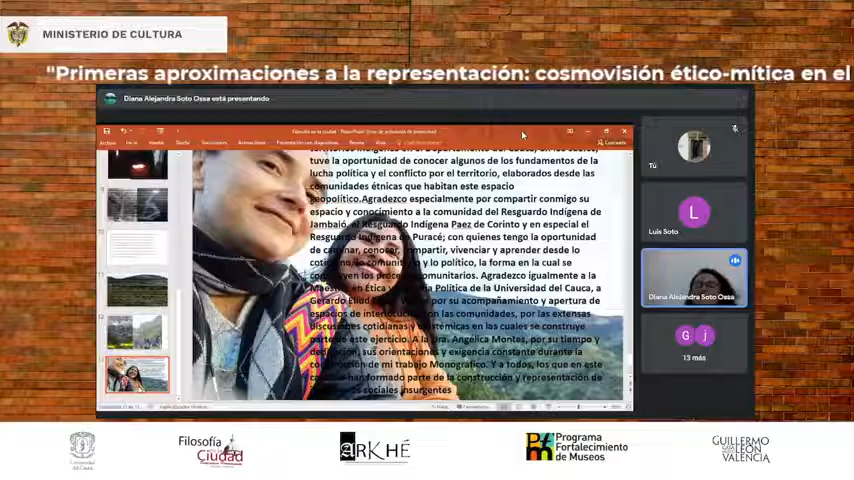 MINISTERIO DE CULTURA
"Primeras aproximaciones a la representación: cosmovisión ético-mítica en el
Diana Alejandra Soto Ossa está presentando
tuve la oportunidad de conocer algunos de los fundamentos de la
lucha política y el conflicto por el territorio, elaborados desde las
comunidades étnicas que habitan este espacio
geopolítico.Agradezco especialmente por compartir conmigo su
espacio y conocimiento a la comunidad del Resguardo Indígena de
Jambaló, el Resguardo Indígena Paez de Corinto y en especial el
Resguardo Indígena de Puracé; con quienes tengo la oportunidad
de caminar, conocer, compartir, vivenciar y aprender desde lo
cotidiano, lo comunitario y lo político, la forma en la cual se
los procesos comunitarios. Agradezco igualmente a la
Maestría en Ética y Filosofía Política de la Universidad del Cauca, a
Gerardo por su acompañamiento y apertura de
espacios de interlocución con las comunidades, por las extensas
discusiones cotidianas y en las cuales se construye
parte de este ejercicio. A la Dra. Angelica Montes, por su tiempo y
dedicación, sus orientaciones y exigencia constante durante la
construcción de mi trabajo Monográfico. Y a todos, los que en este
formado parte de la construcción y representación de
sociales insurgentes
Tú
L
Luis Soto
Diana Alejandra Soto Ossa
G j
13 más
Universidad
del Cauca
Filosofía
Ciudad
ARKHÉ
Programa
Fortalecimiento
de Museos
GUILLERMO
LEÓN
VALENCIA